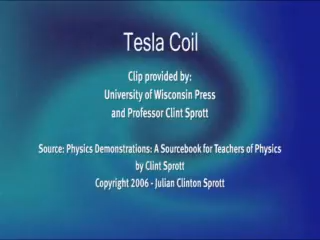 Tesla Coil
Clip provided by:
University of Wisconsin Press
and Professor Clint Sprott
Source: Physics Demonstrations: A Sourcebook for Teachers of Physics
by Clint Sprott
Copyright 2006 - Julian Clinton Sprott